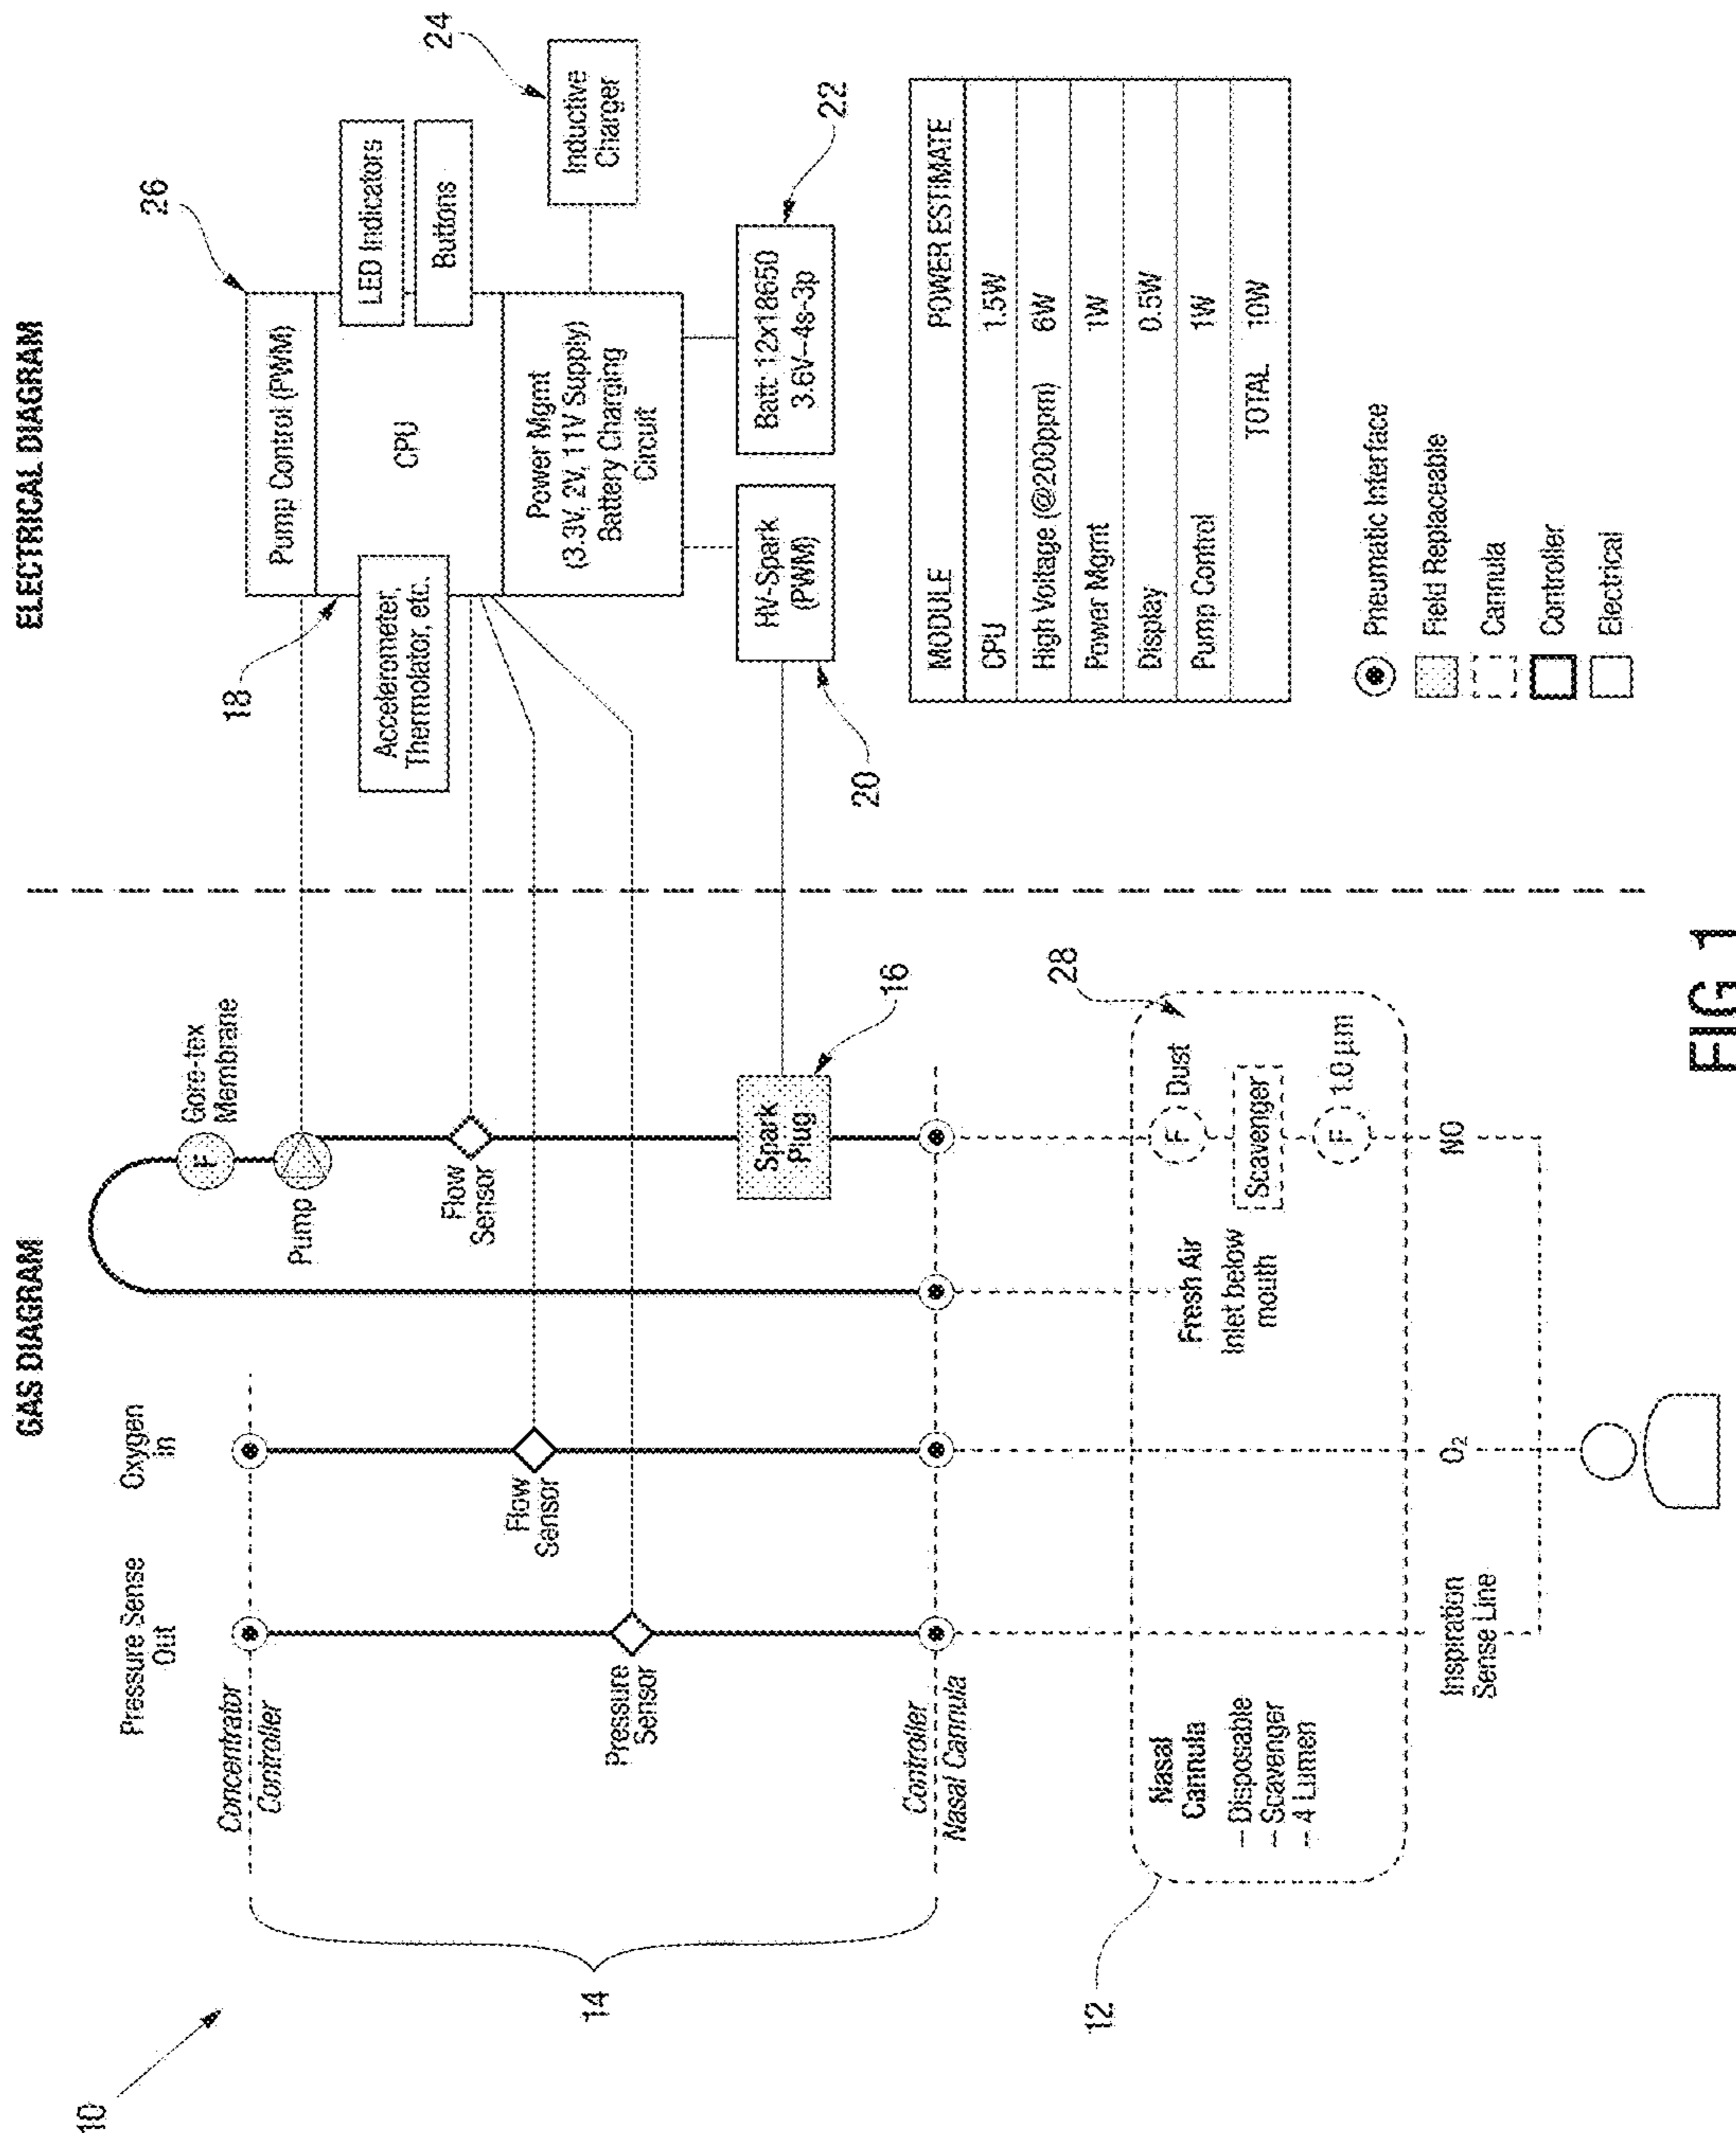 10
GAS DIAGRAM
Pressure Sense
Out
Oxygen
In
Concentrator
Controller
Gore-tex
Membrane
F
Pump
Flow
Sensor
Flow
Sensor
Pressure
Sensor
14
Spark
Plug
16
Controller
Nasal Cannula
12
Nasal
Cannula
– Disposable
– Scavenger
– 4 Lumen
Fresh Air
Inlet below
mouth
28
F
Dust
Scavenger
F
1.0 µm
Inspiration
Sense Line
O₂
NO
ELECTRICAL DIAGRAM
26
Pump Control (PWM)
18
Accelerometer,
Thermolator, etc.
CPU
LED Indicators
Buttons
24
Inductive
Charger
Power Mgmt
(3.3V, 2V, 11V Supply)
Battery Charging
Circuit
HV-Spark
(PWM)
20
Batt: 12x18650
3.6V--4s-3p
22
MODULE POWER ESTIMATE
CPU 1.5W
High Voltage (@200ppm) 6W
Power Mgmt 1W
Display 0.5W
Pump Control 1W
TOTAL 10W
Pneumatic Interface
Field Replaceable
Cannula
Controller
Electrical
FIG. 1